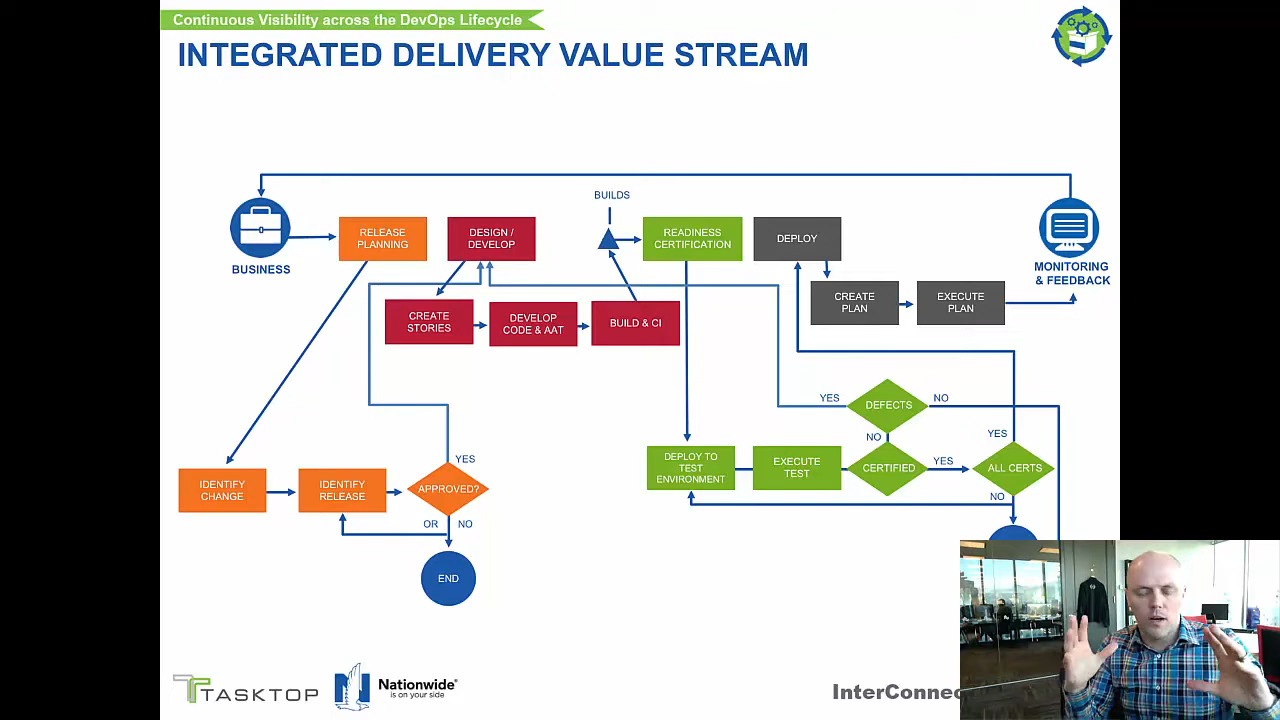 Continuous Visibility across the DevOps Lifecycle
INTEGRATED DELIVERY VALUE STREAM
BUILDS
BUSINESS
RELEASE
PLANNING
DESIGN /
DEVELOP
READINESS
CERTIFICATION
DEPLOY
MONITORING
& FEEDBACK
CREATE
STORIES
DEVELOP
CODE & AAT
BUILD & CI
CREATE
PLAN
EXECUTE
PLAN
YES
DEFECTS
NO
NO
YES
DEPLOY TO
TEST
ENVIRONMENT
EXECUTE
TEST
CERTIFIED
YES
ALL CERTS
NO
IDENTIFY
CHANGE
IDENTIFY
RELEASE
YES
APPROVED?
OR
NO
END
TASKTOP
Nationwide®
is on your side
InterConnec